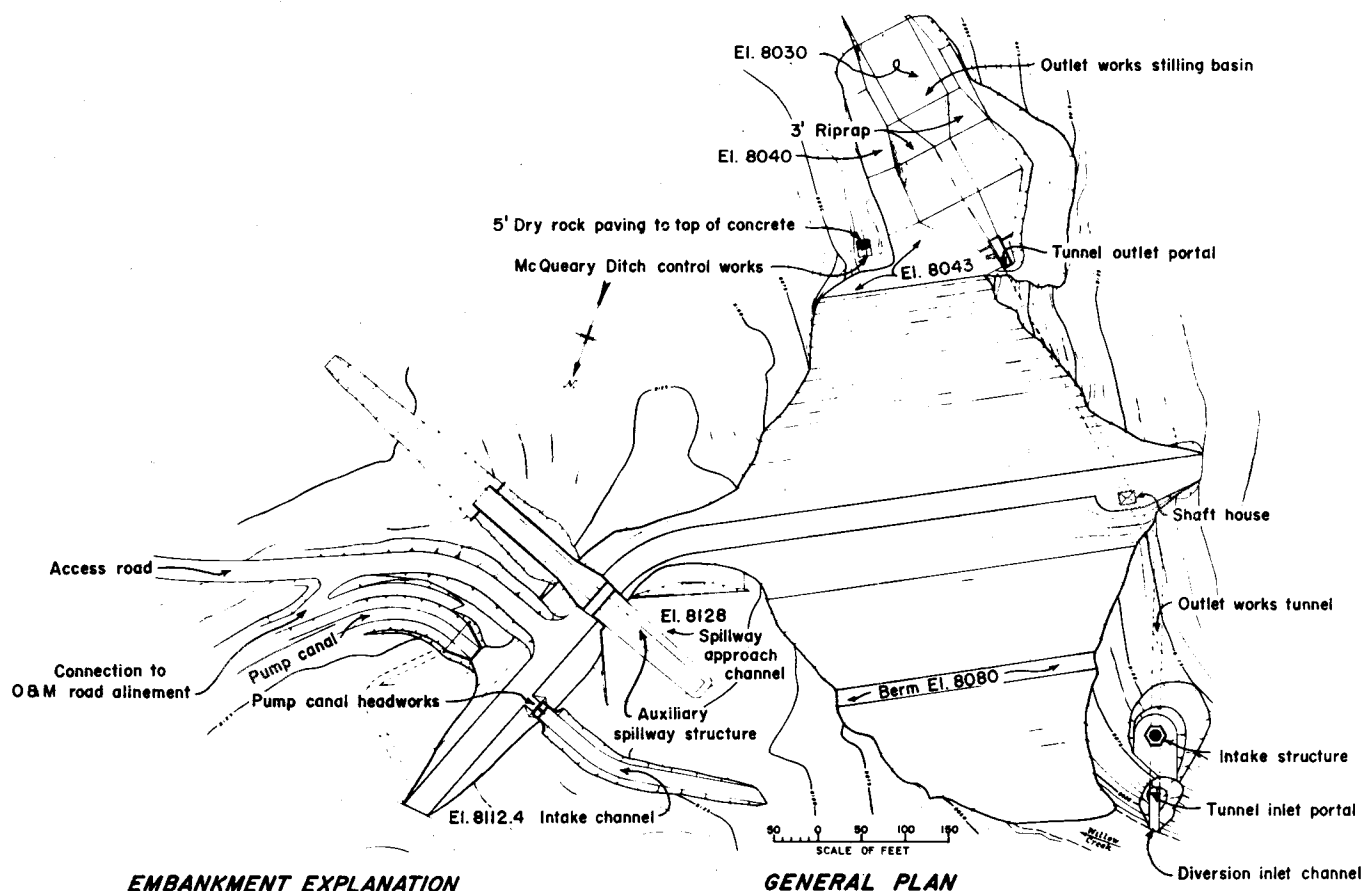 El. 8030
Outlet works stilling basin
3' Riprap
El. 8040
5' Dry rock paving to top of concrete
McQueary Ditch control works
El. 8043
Tunnel outlet portal
N.
Shaft house
Access road
Outlet works tunnel
El. 8128
Spillway
approach
channel
Pump canal
Connection to
O & M road alinement
Pump canal headworks
Auxiliary
spillway structure
Berm El. 8080
Intake structure
El. 8112.4 Intake channel
Tunnel inlet portal
Willow
Creek
50 0 50 100 150
SCALE OF FEET
Diversion inlet channel
EMBANKMENT EXPLANATION
GENERAL PLAN